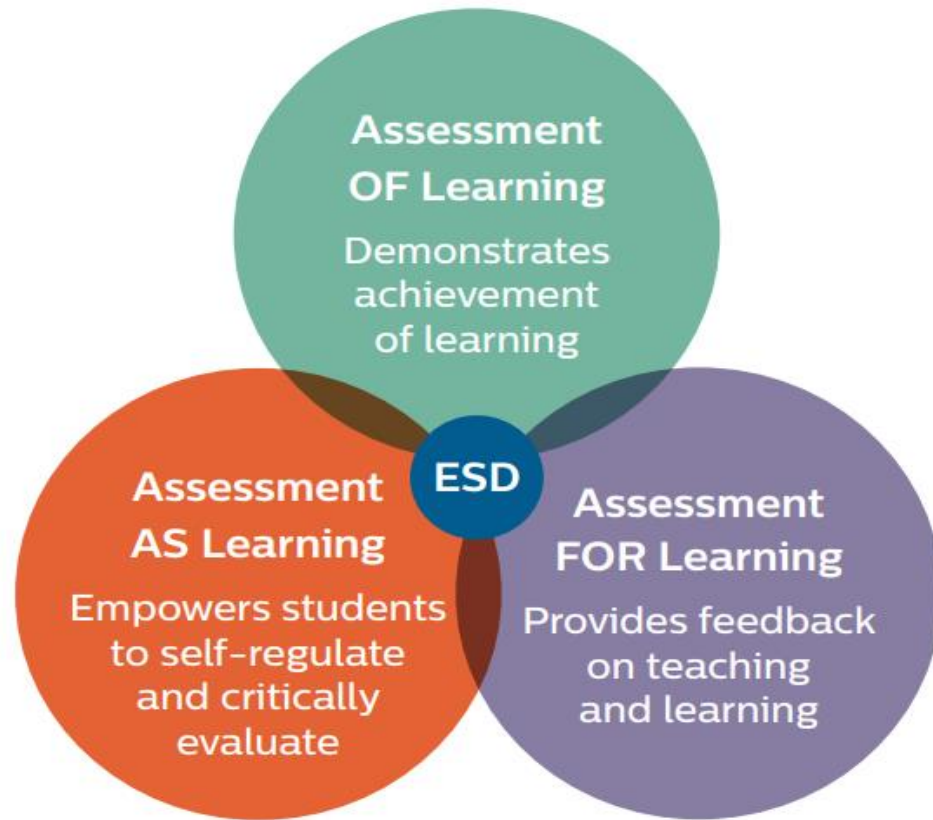 Assessment
OF Learning
Demonstrates
achievement
of learning
ESD
Assessment
AS Learning
Empowers students
to self-regulate
and critically
evaluate
Assessment
FOR Learning
Provides feedback
on teaching
and learning